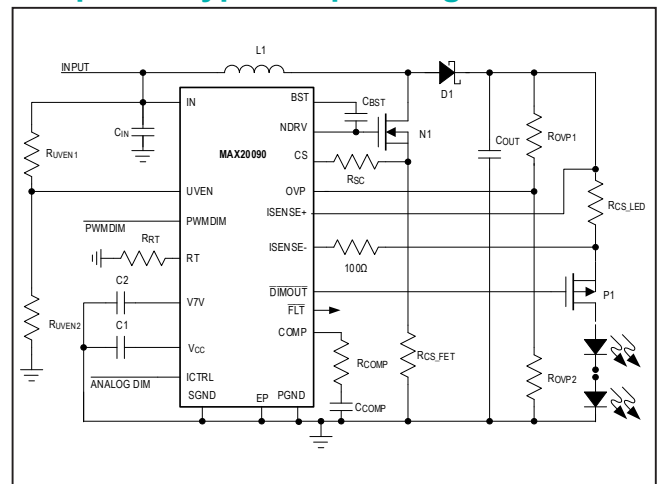 INPUT
L1
D1
IN
BST
CBST
NDRV
N1
CIN
MAX20090
CS
RSC
COUT
ROVP1
RUVEN1
UVEN
OVP
ISENSE+
RCS_LED
PWMDIM
PWMDIM
RRT
RT
ISENSE-
100Ω
C2
V7V
DIMOUT
P1
FLT
RUVEN2
C1
VCC
COMP
RCOMP
RCS_FET
ROVP2
ANALOG DIM
ICTRL
SGND
EP
PGND
CCOMP